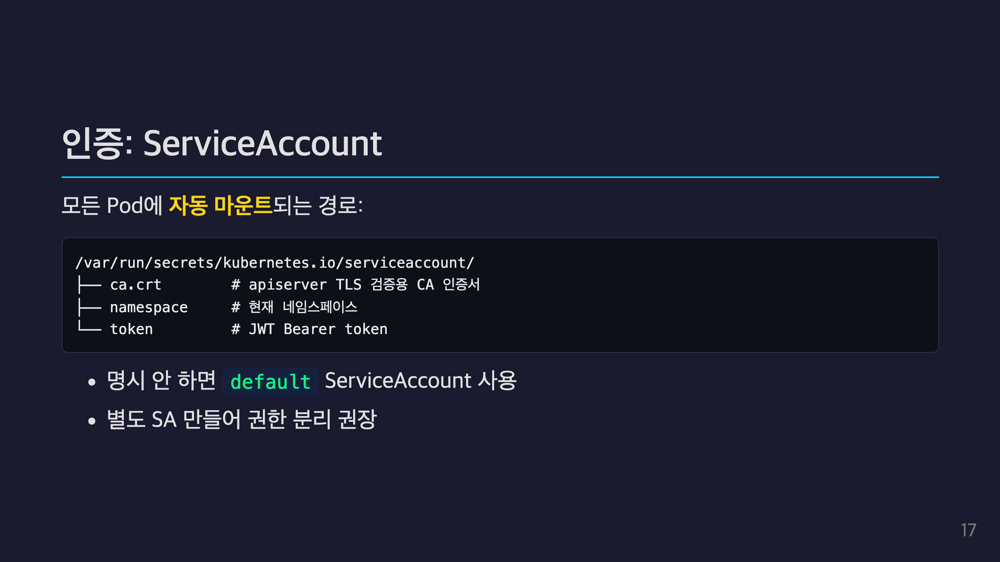 인증: ServiceAccount
모든 Pod에 자동 마운트되는 경로:
/var/run/secrets/kubernetes.io/serviceaccount/
├── ca.crt        # apiserver TLS 검증용 CA 인증서
├── namespace     # 현재 네임스페이스
└── token         # JWT Bearer token
• 명시 안 하면 default ServiceAccount 사용
• 별도 SA 만들어 권한 분리 권장
17